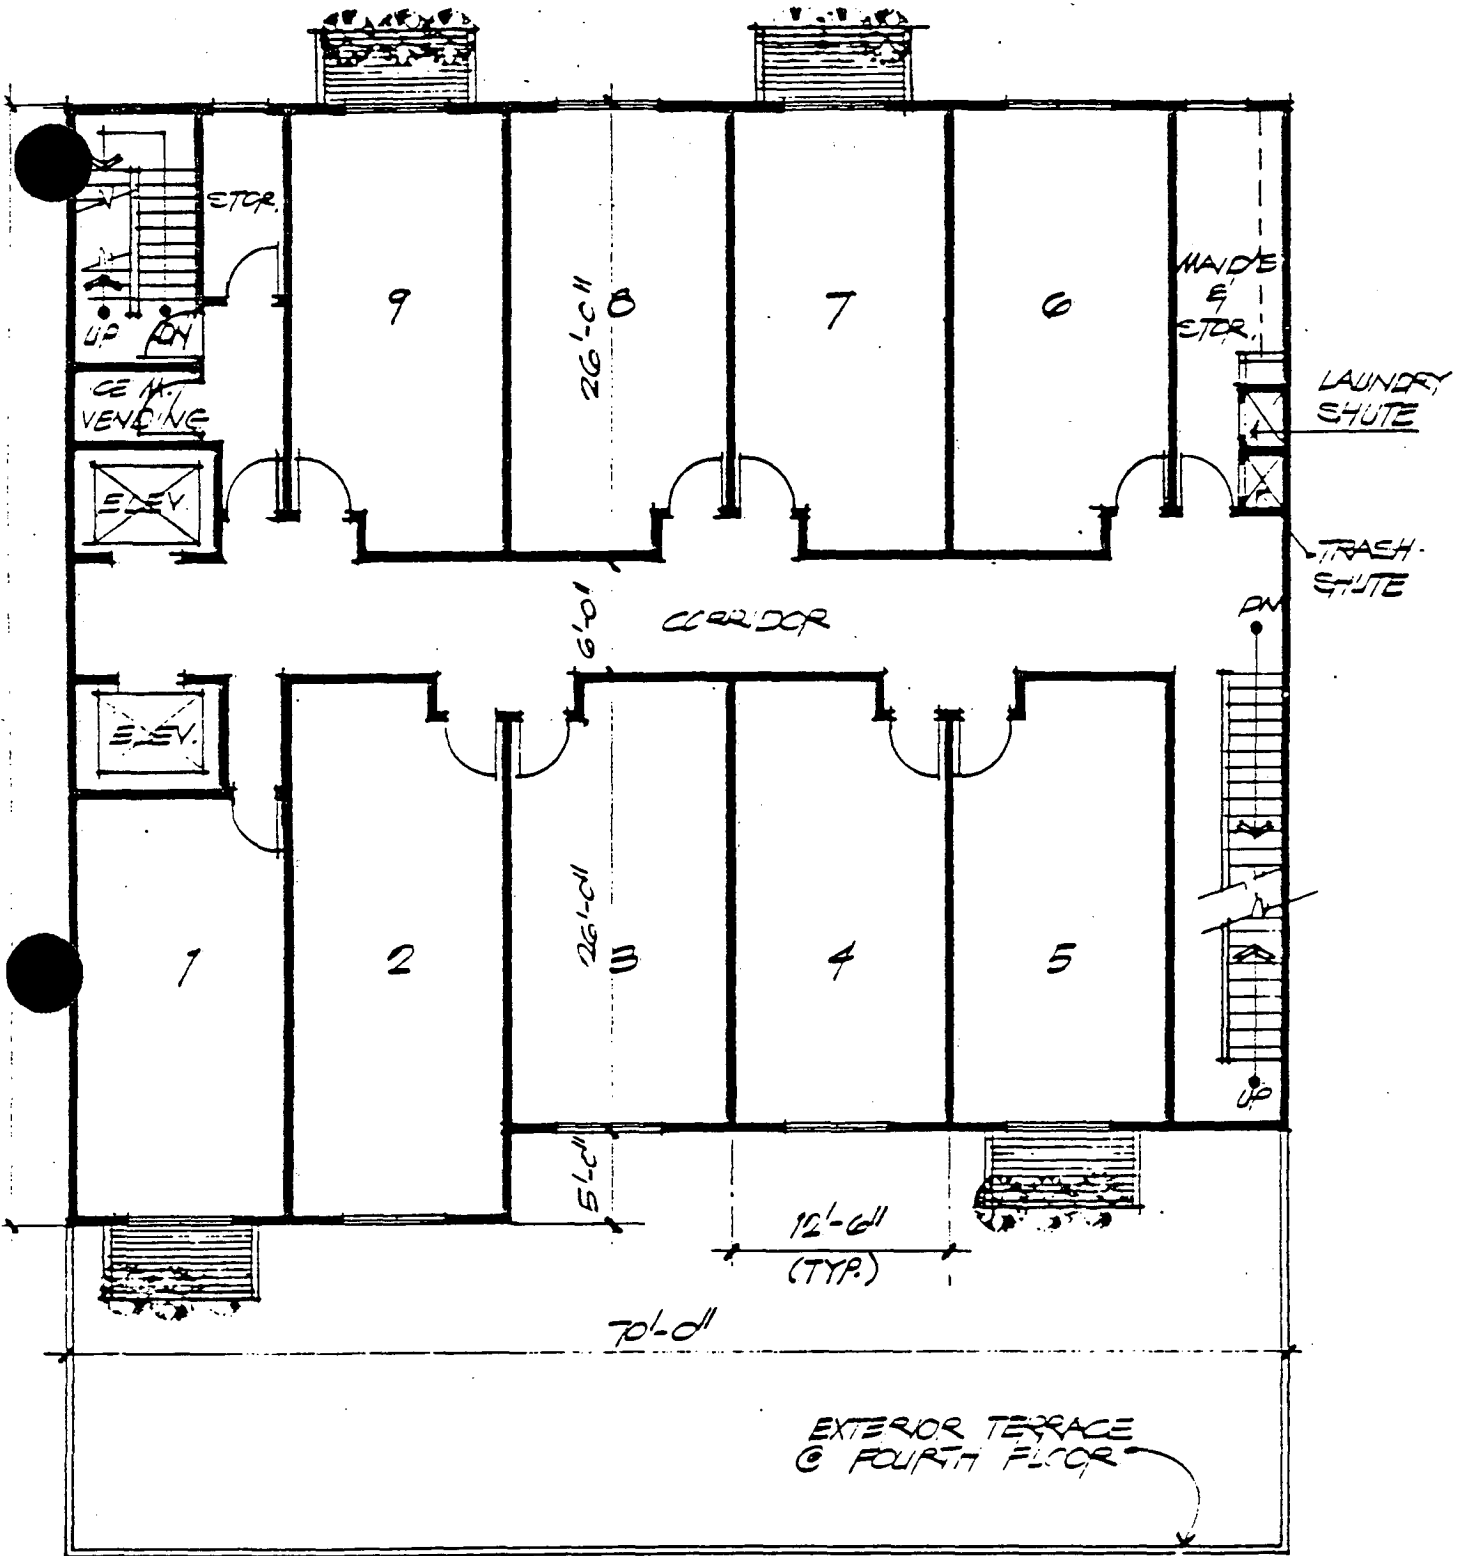 STOR.
MAID'S
&
STOR.
9
26'-0"
8
7
6
UP
DN
ICE M.
VENDING
LAUNDRY
SHUTE
ELEV.
TRASH
SHUTE
6'-0"
CORRIDOR
DN
ELEV.
1
2
26'-0"
3
4
5
UP
5'-0"
12'-6"
(TYP.)
70'-0"
EXTERIOR TERRACE
@ FOURTH FLOOR